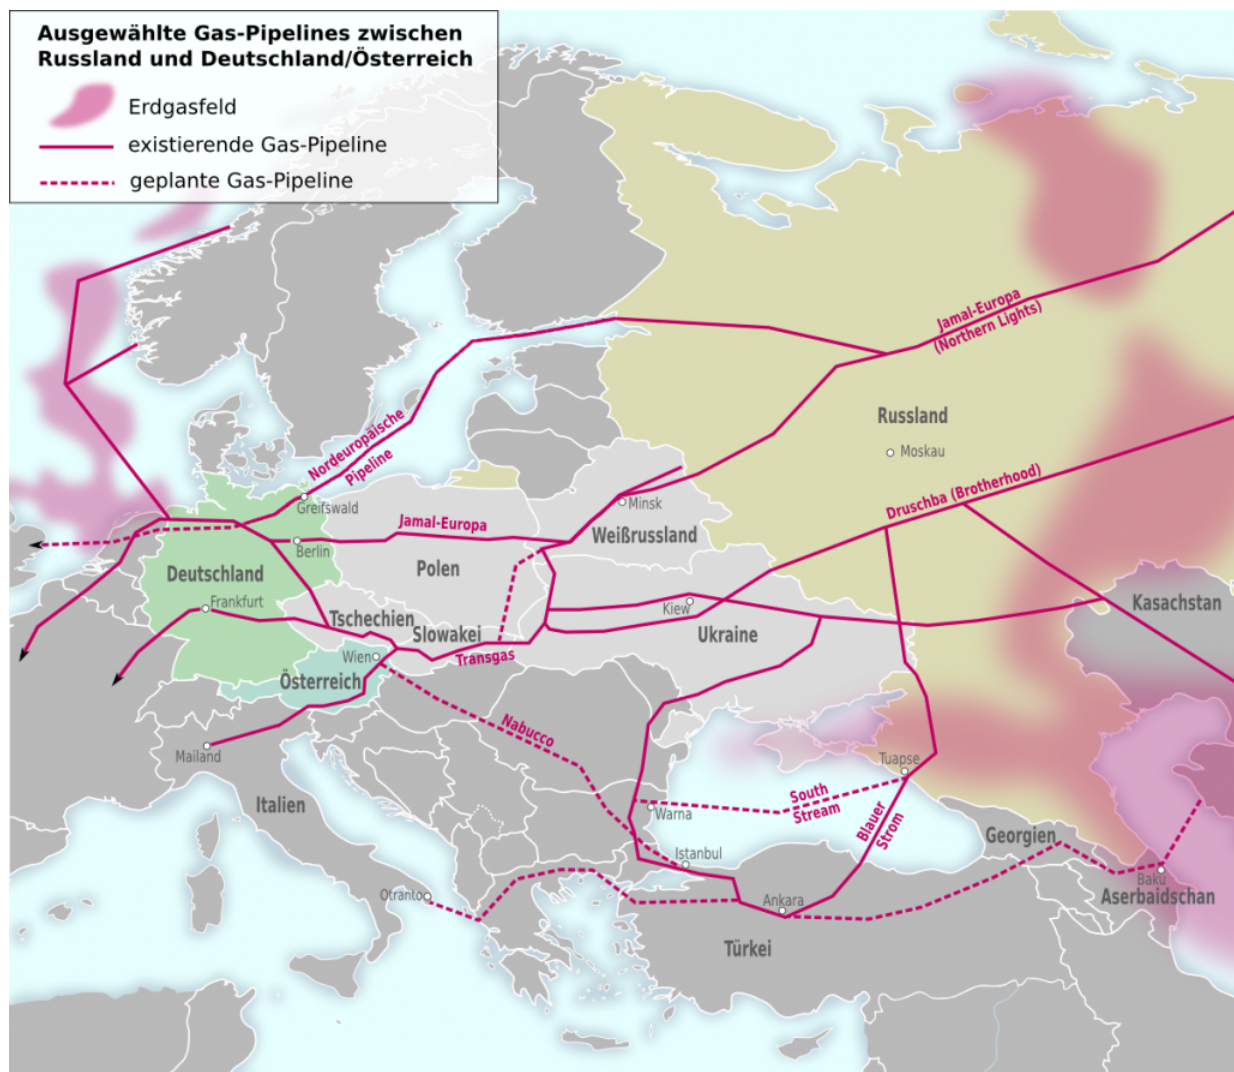 Ausgewählte Gas-Pipelines zwischen
Russland und Deutschland/Österreich
Erdgasfeld
existierende Gas-Pipeline
geplante Gas-Pipeline
Jamal-Europa
(Northern Lights)
Russland
Moskau
Nordeuropäische
Pipeline
Druschba (Brotherhood)
Greifswald
Minsk
Jamal-Europa
Weißrussland
Berlin
Polen
Deutschland
Frankfurt
Kiew
Kasachstan
Tschechien
Slowakei
Ukraine
Transgas
Wien
Österreich
Nabucco
Mailand
Tuapse
South
Stream
Italien
Warna
Blauer
Strom
Georgien
Istanbul
Otranto
Ankara
Baku
Aserbaidschan
Türkei